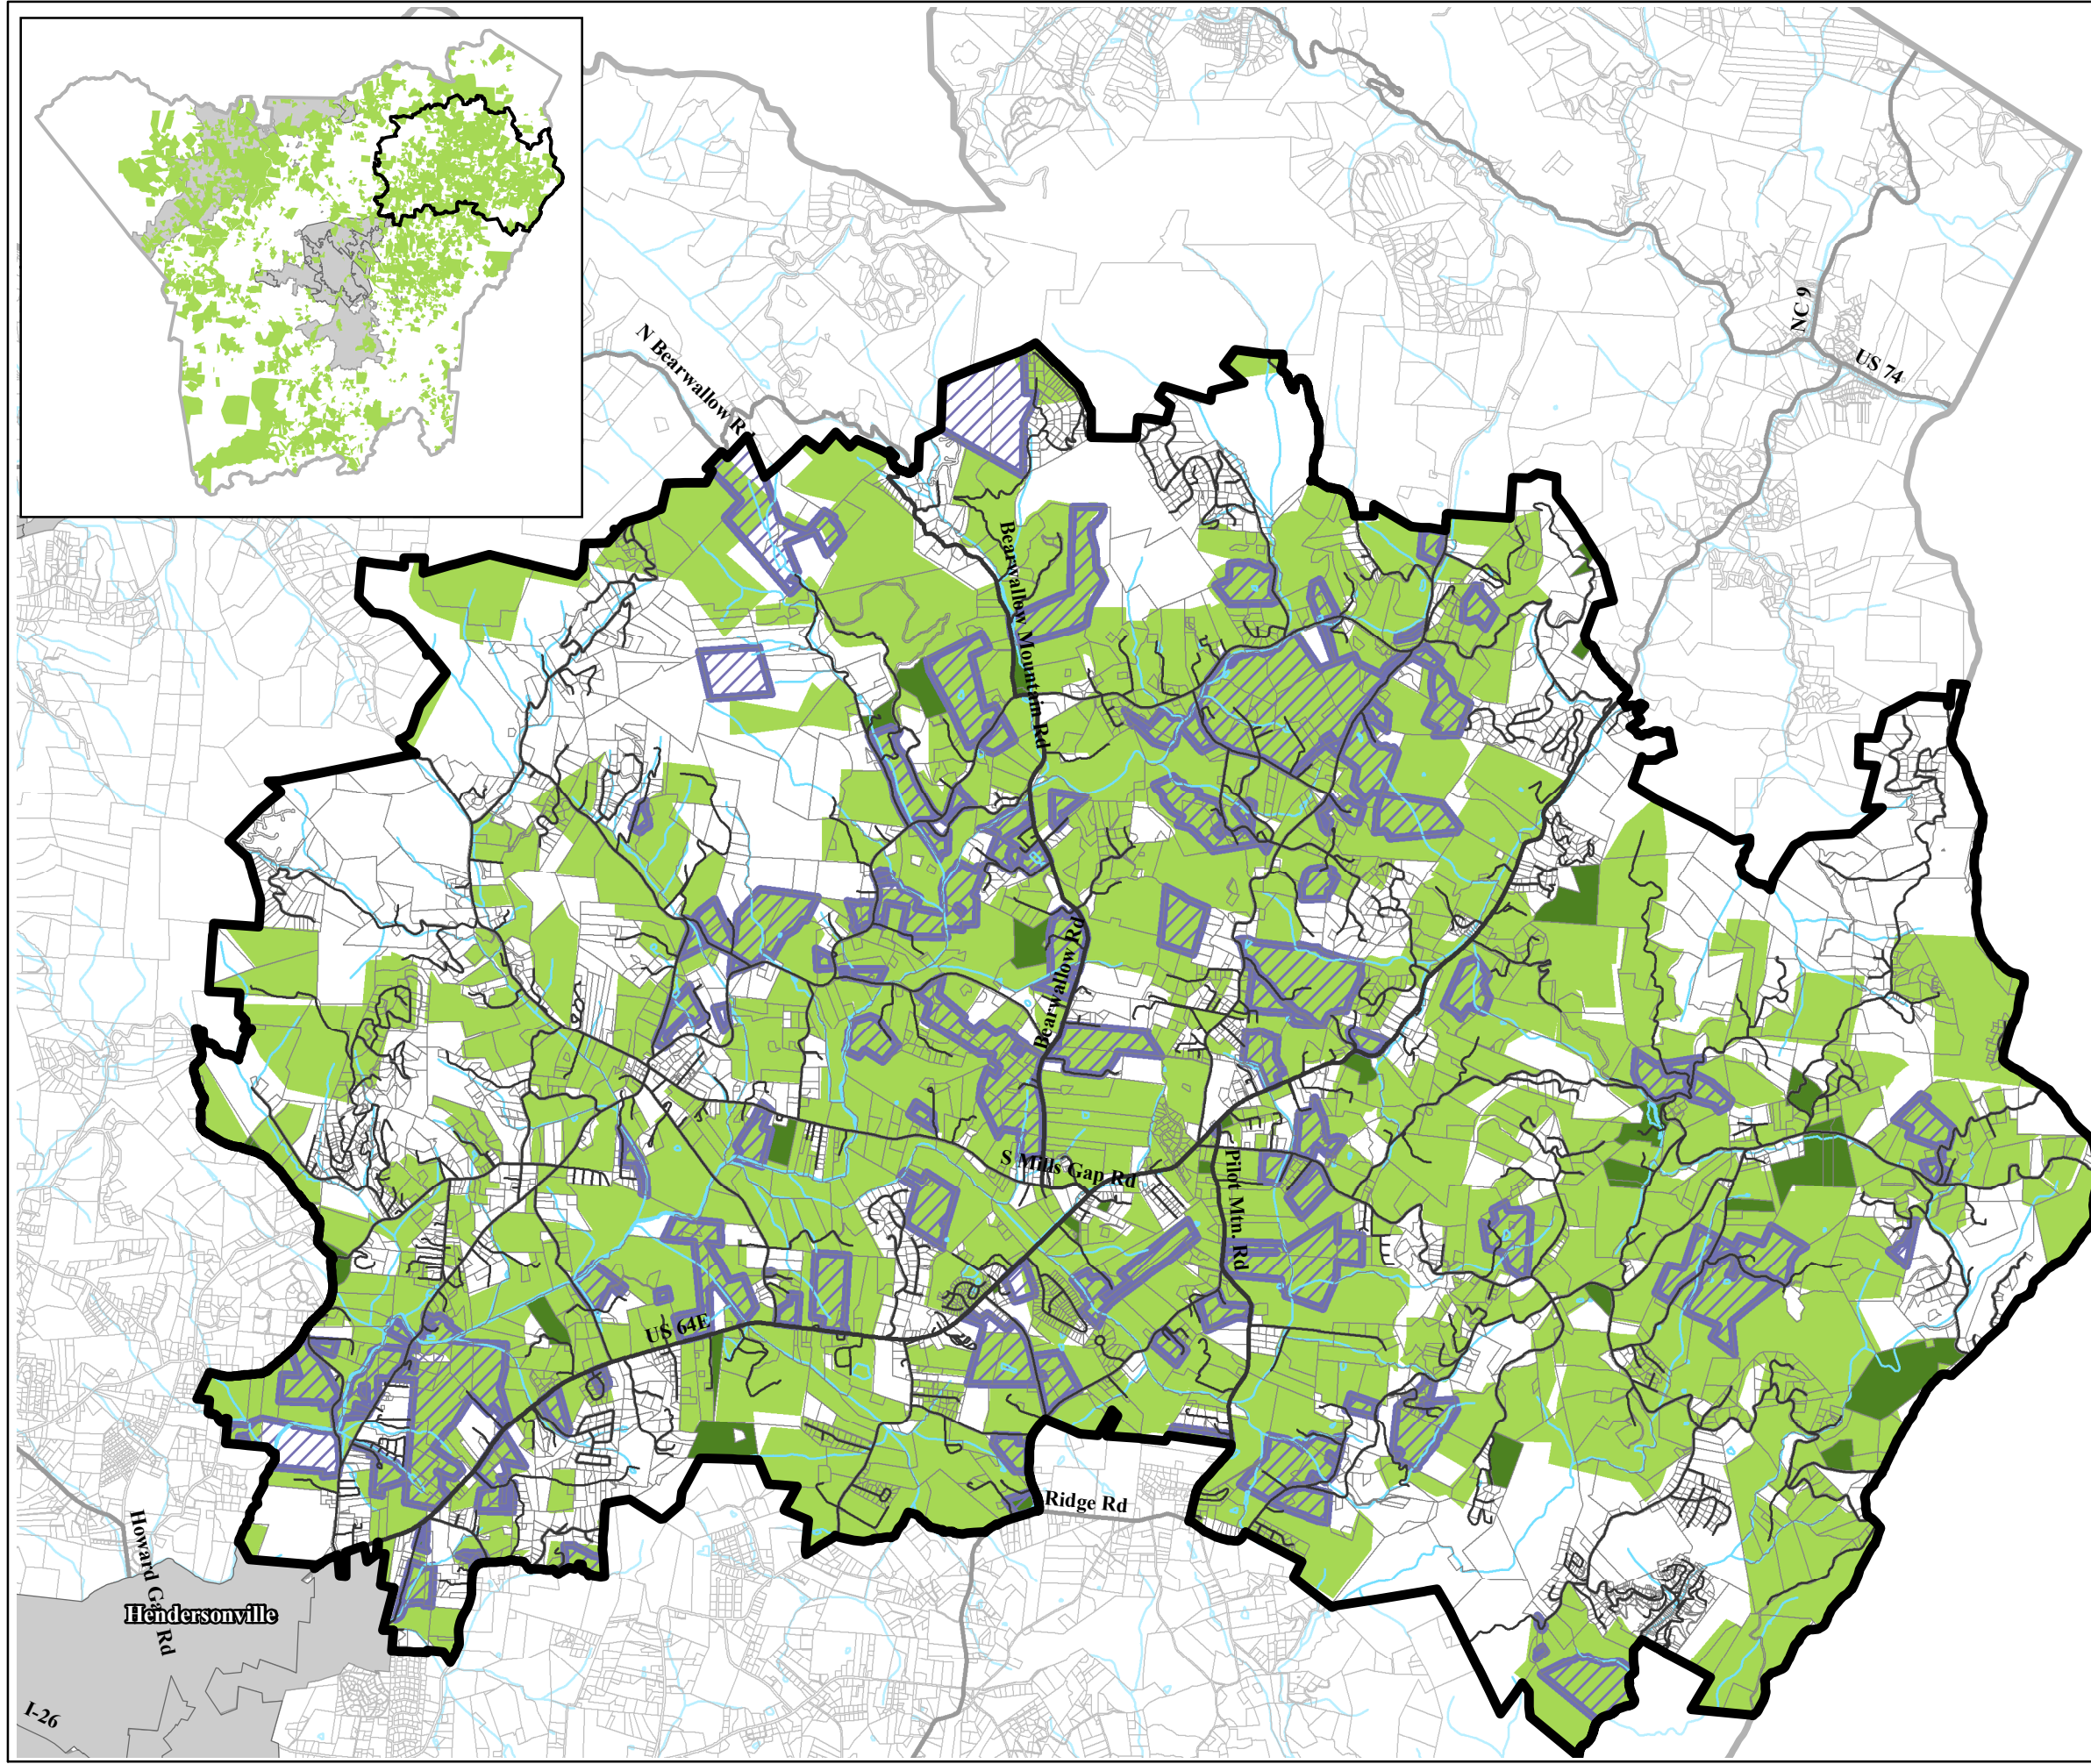 NC 9
US 74
N Bearwallow Rd
Bearwallow Mountain Rd
Bearwallow Rd
S Mills Gap Rd
Pilot Mtn. Rd
US 64E
Ridge Rd
Howard Gap Rd
Hendersonville
I-26